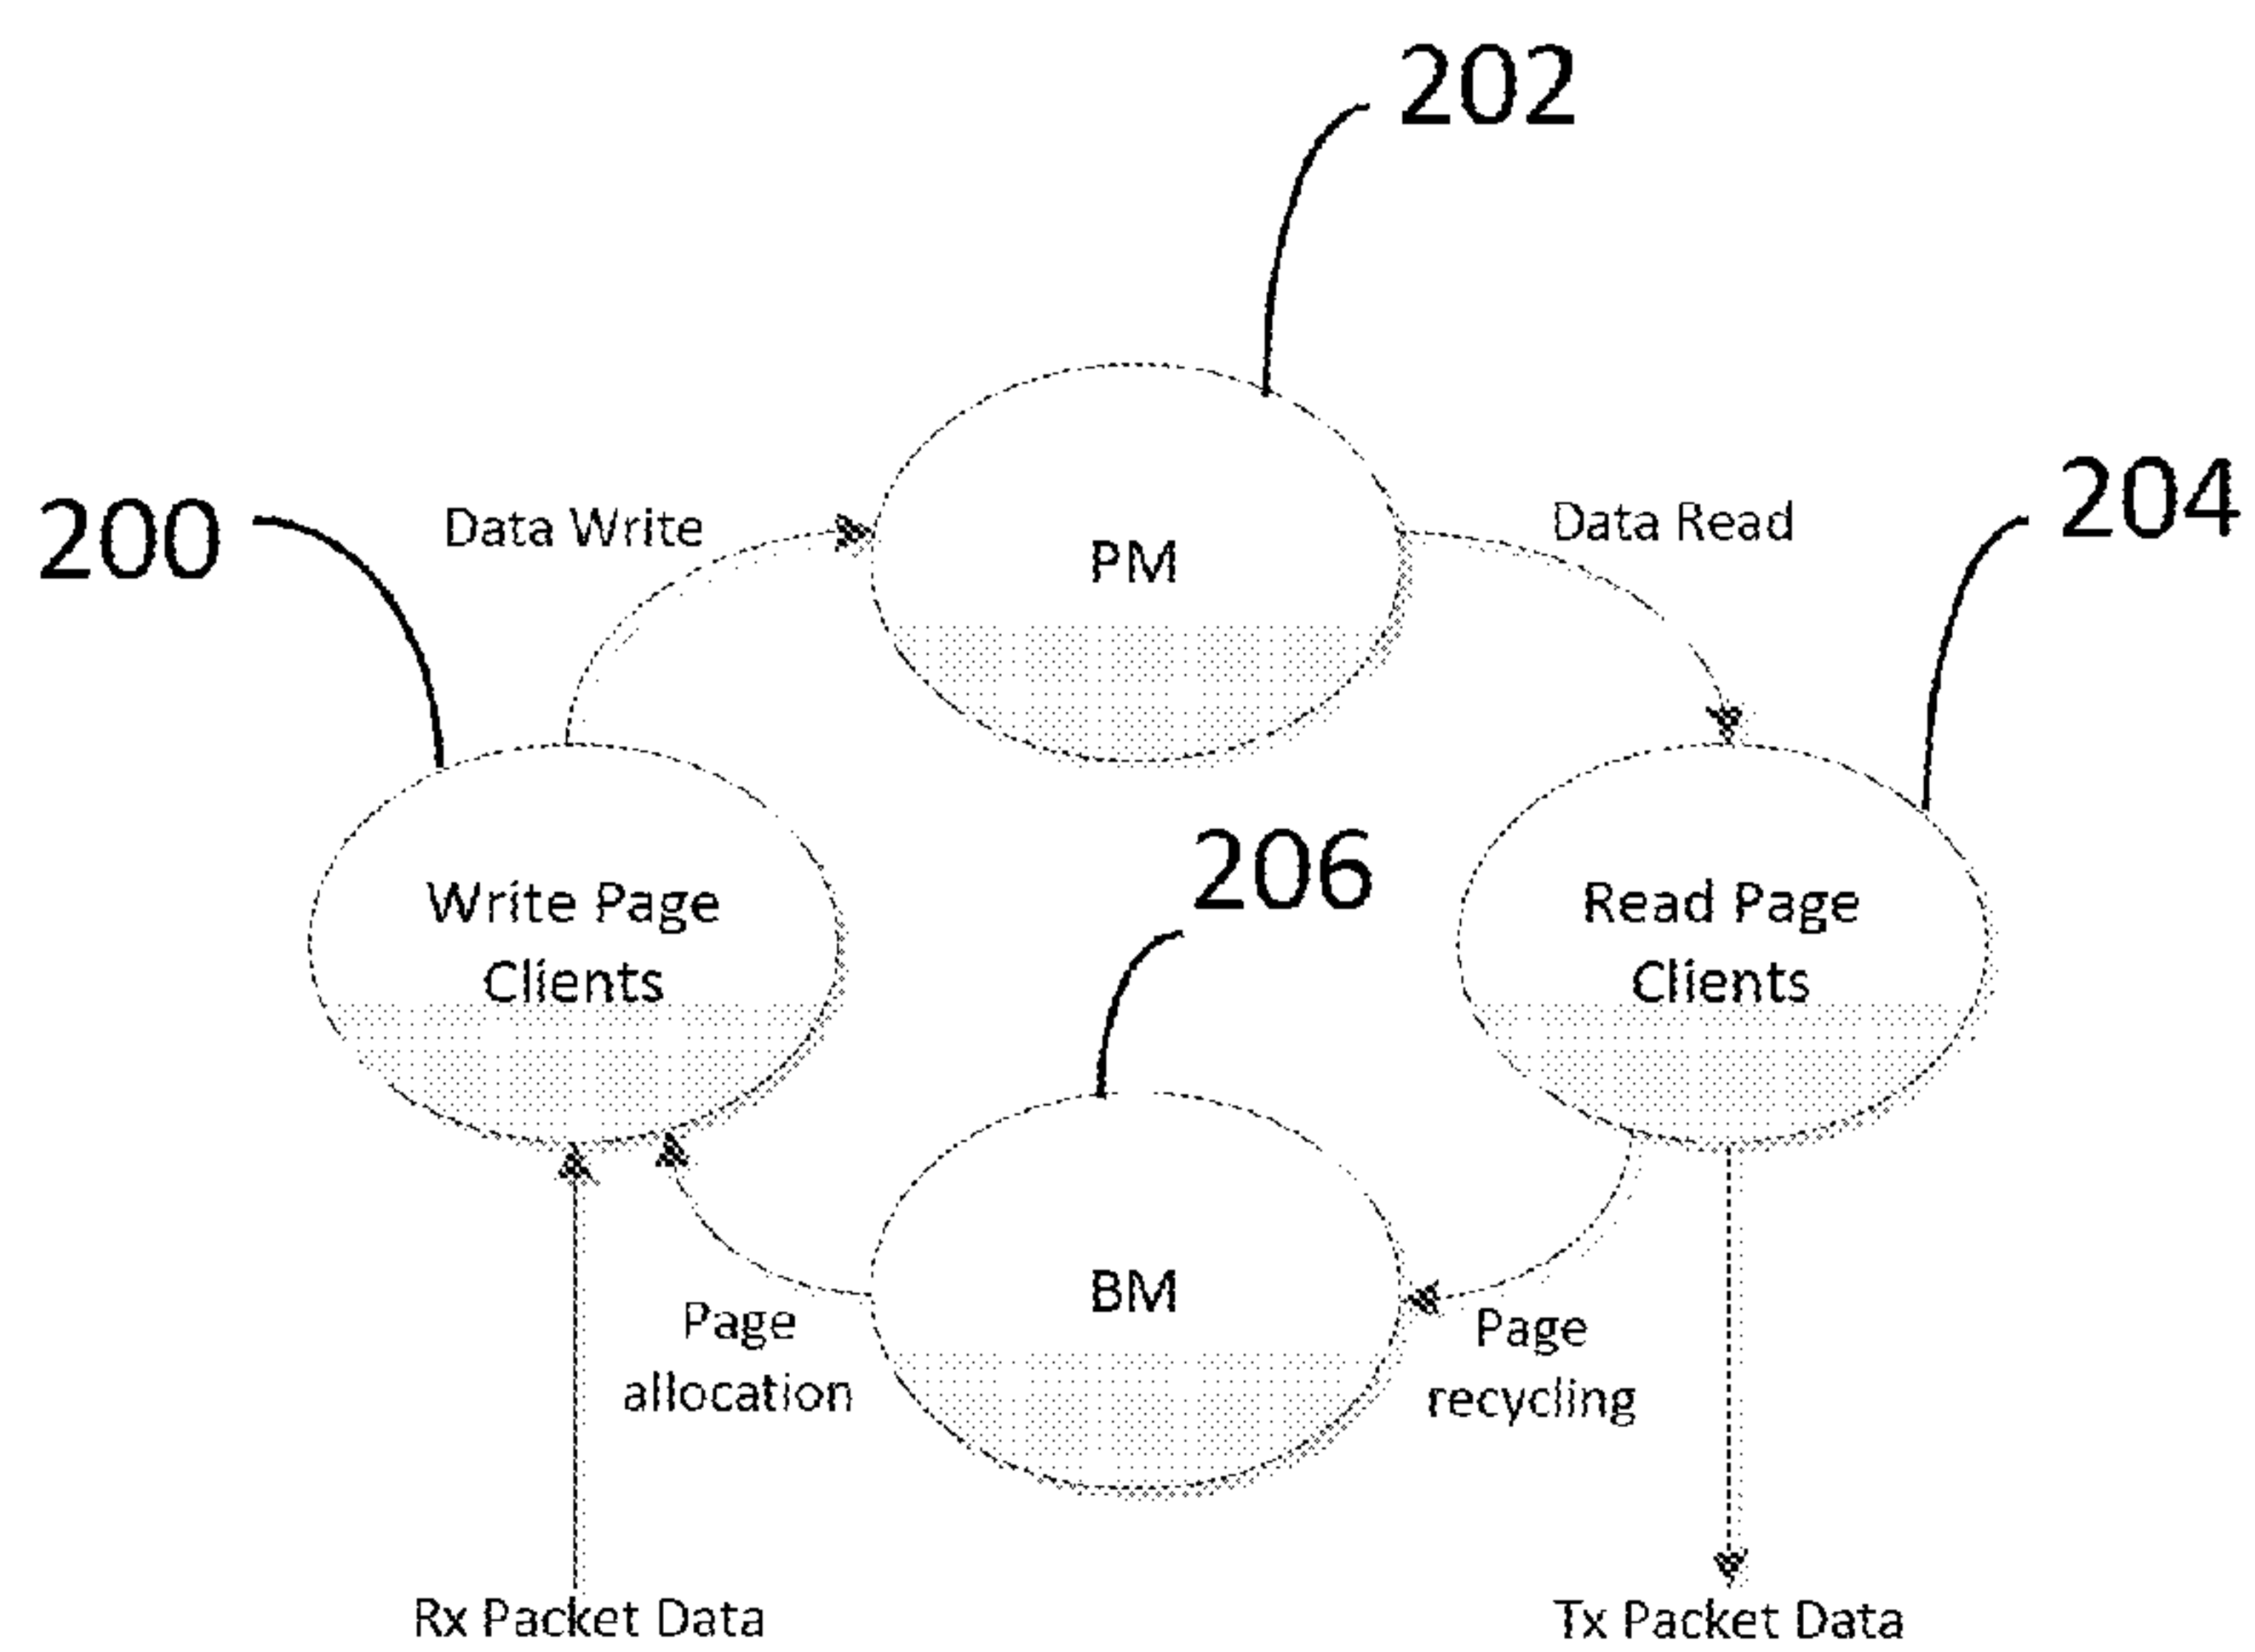 202
204
200
Data Write
Data Read
PM
206
Write Page
Clients
Read Page
Clients
BM
Page
allocation
Page
recycling
Rx Packet Data
Tx Packet Data